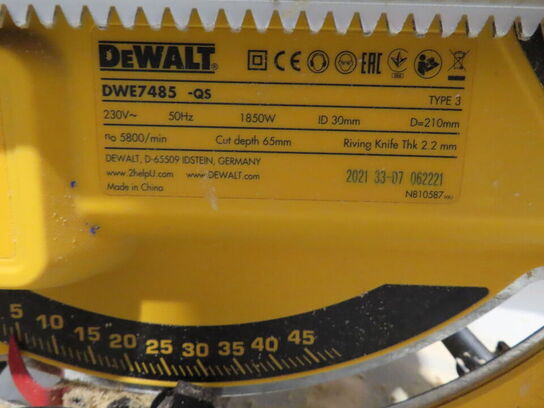 DEWALT®
DWE7485 -QS TYPE 3
230V~ 50Hz 1850W ID 30mm D=210mm
no 5800/min Cut depth 65mm Riving Knife Thk 2.2 mm
DEWALT, D-65509 IDSTEIN, GERMANY
www.2helpU.com www.DEWALT.com
Made in China
2021 33-07 062221
N810587
5 10 15 20 25 30 35 40 45